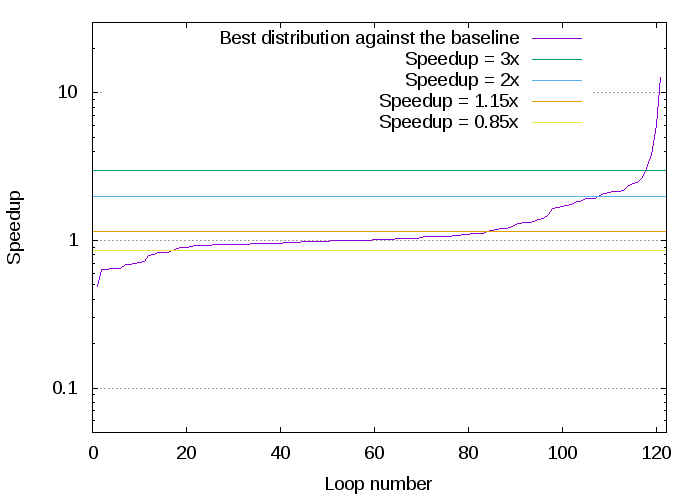 Best distribution against the baseline
Speedup = 3x
Speedup = 2x
Speedup = 1.15x
Speedup = 0.85x
10
1
0.1
Speedup
0 20 40 60 80 100 120
Loop number